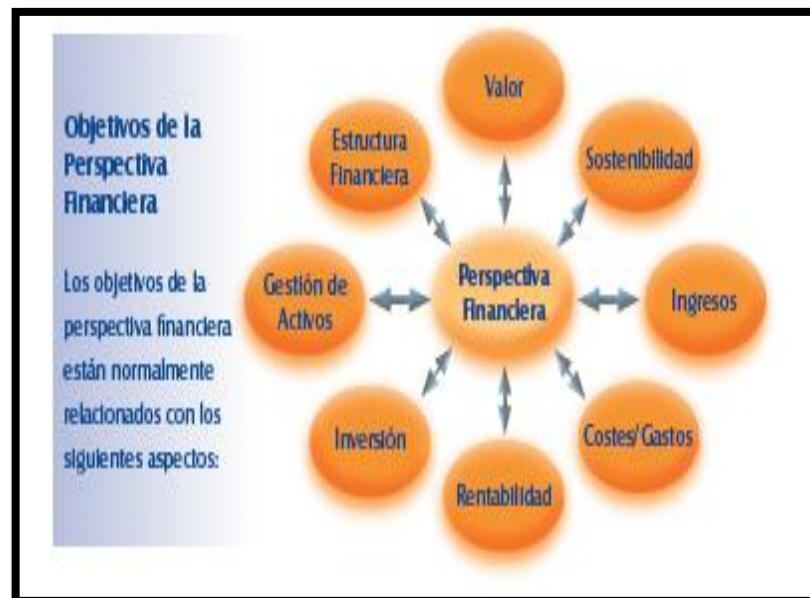 Objetivos de la
Perspectiva
Financiera
Los objetivos de la
perspectiva financiera
están normalmente
relacionados con los
siguientes aspectos:
Valor
Sostenibilidad
Ingresos
Costes/Gastos
Rentabilidad
Inversión
Gestión de
Activos
Estructura
Financiera
Perspectiva
Financiera